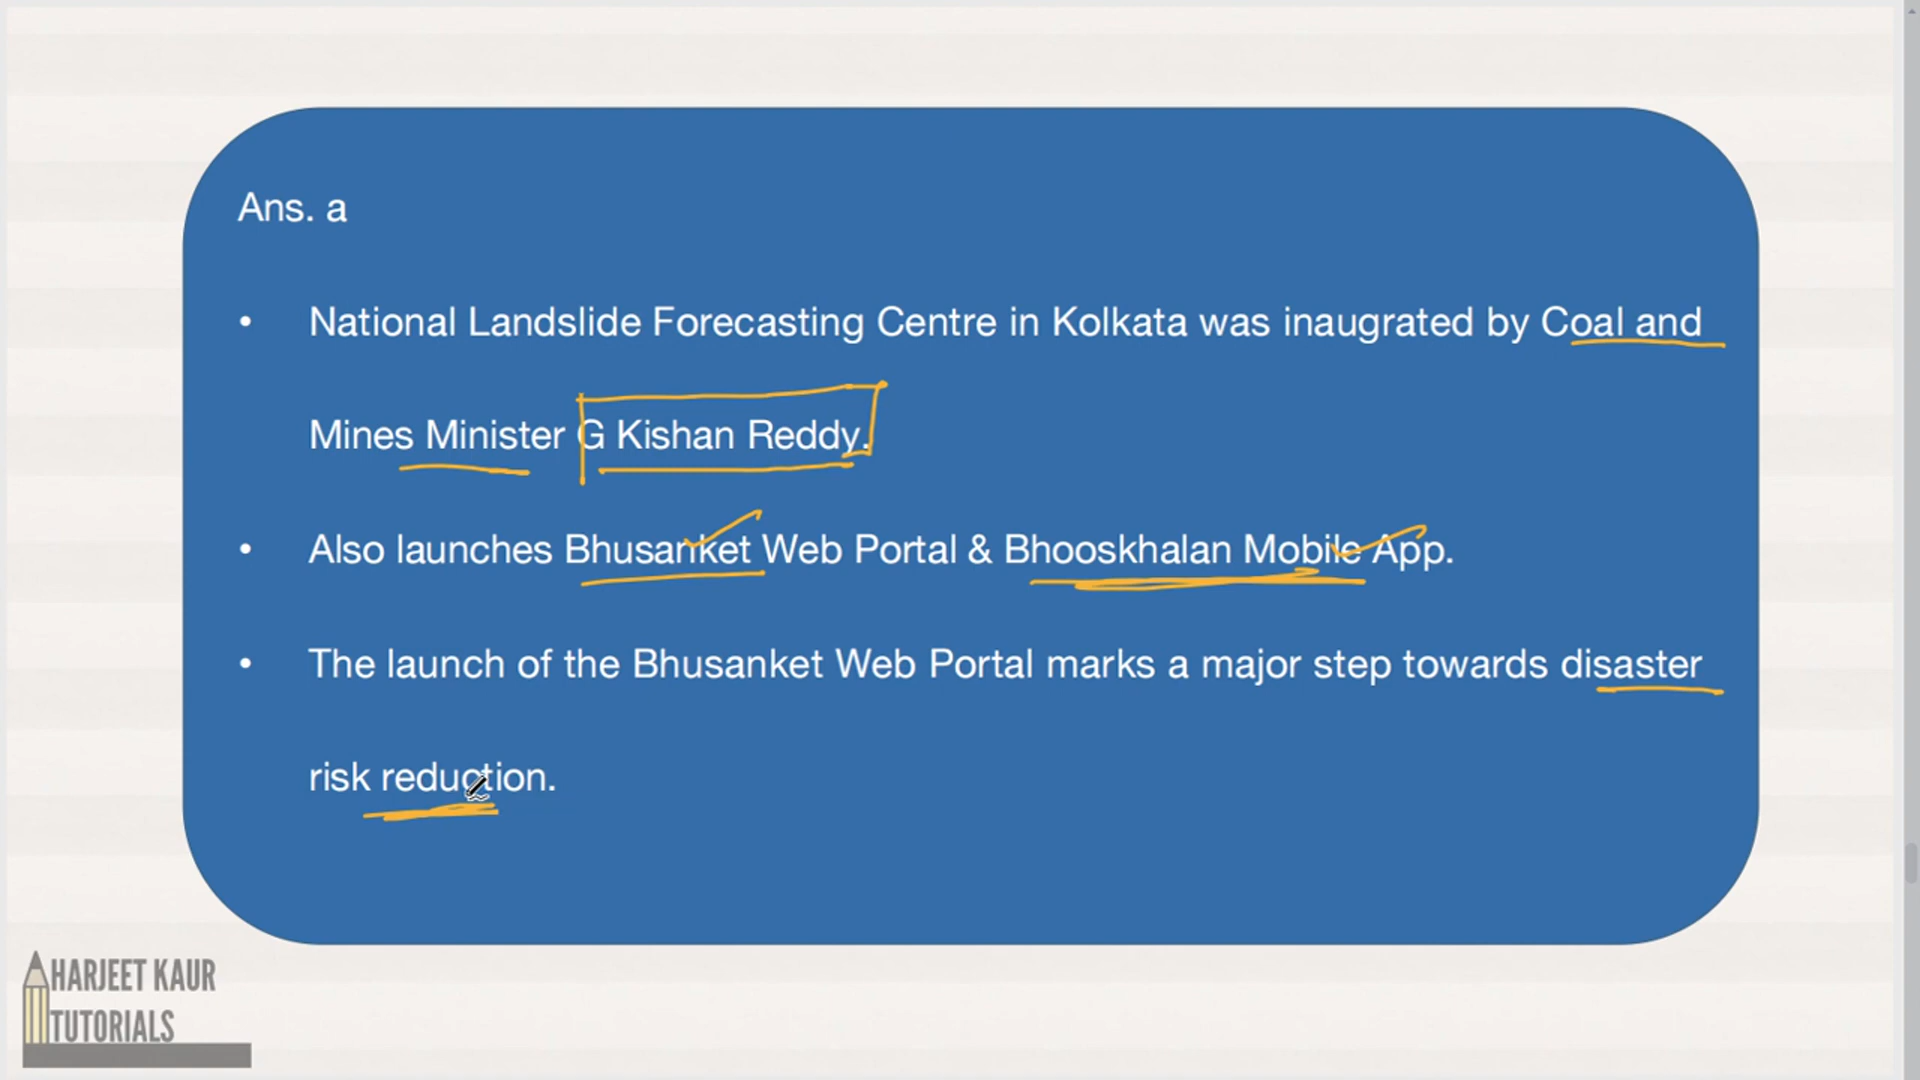 Ans. a
• National Landslide Forecasting Centre in Kolkata was inaugrated by Coal and
Mines Minister G Kishan Reddy.
• Also launches Bhusanket Web Portal & Bhooskhalan Mobile App.
• The launch of the Bhusanket Web Portal marks a major step towards disaster
risk reduction.
HARJEET KAUR
TUTORIALS